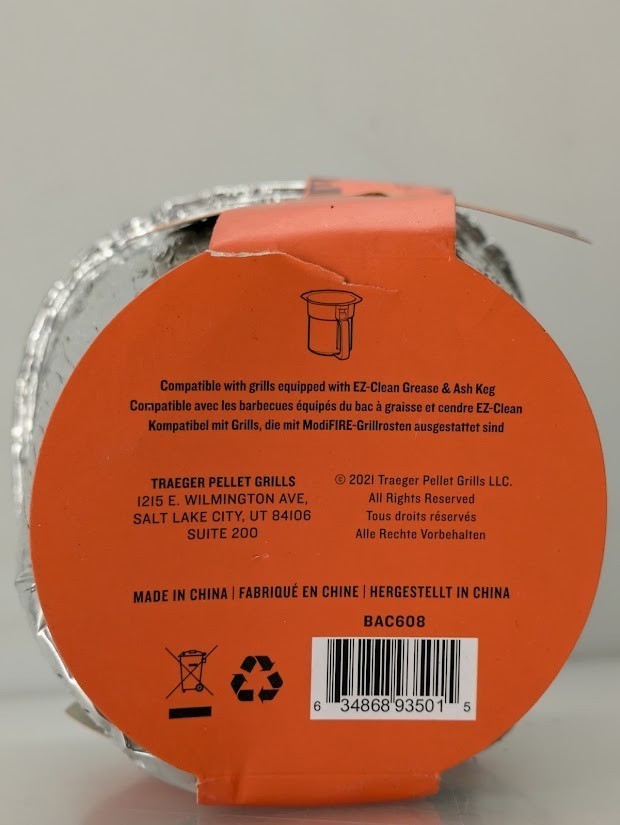 Compatible with grills equipped with EZ-Clean Grease & Ash Keg
Compatible avec les barbecues équipés du bac à graisse et cendre EZ-Clean
Kompatibel mit Grills, die mit ModiFIRE-Grillrosten ausgestattet sind
TRAEGER PELLET GRILLS
1215 E. WILMINGTON AVE,
SALT LAKE CITY, UT 84106
SUITE 200
© 2021 Traeger Pellet Grills LLC.
All Rights Reserved
Tous droits réservés
Alle Rechte Vorbehalten
MADE IN CHINA | FABRIQUÉ EN CHINE | HERGESTELLT IN CHINA
BAC608
6 34868 93501 5